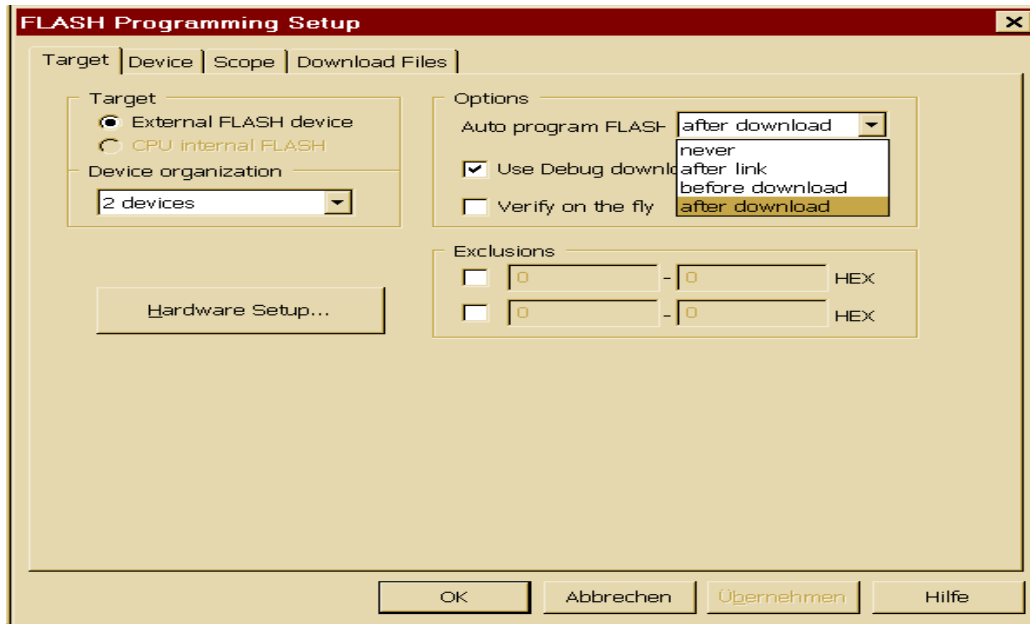 FLASH Programming Setup
Target Device Scope Download Files
Target
External FLASH device
CPU internal FLASH
Device organization
2 devices
Hardware Setup...
Options
Auto program FLASH after download
never
after link
before download
after download
Use Debug downl
Verify on the fly
Exclusions
0 - 0 HEX
0 - 0 HEX
OK Abbrechen Übernehmen Hilfe